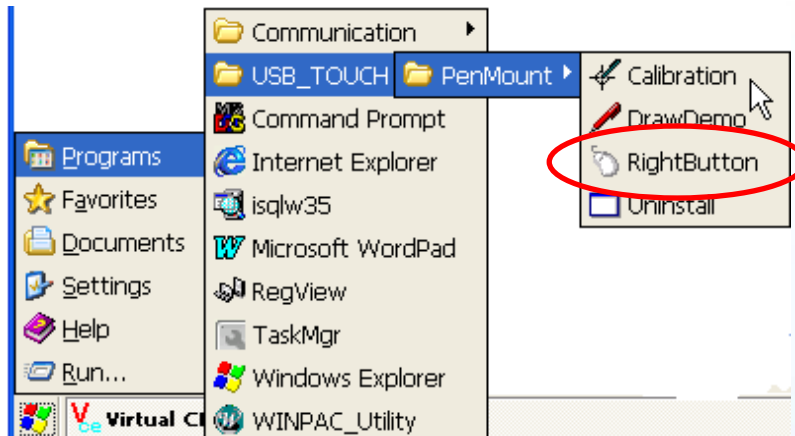 Programs
Favorites
Documents
Settings
Help
Run...
Virtual
Communication
USB_TOUCH
Command Prompt
Internet Explorer
isqlw35
Microsoft WordPad
RegView
TaskMgr
Windows Explorer
WINPAC_Utility
PenMount
Calibration
DrawDemo
RightButton
Uninstall